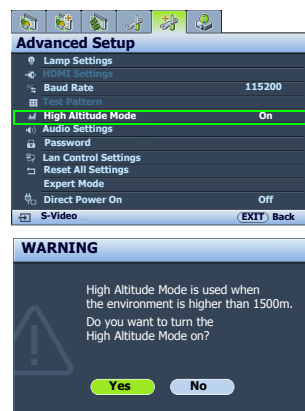 Advanced Setup
Lamp Settings
HDMI Settings
Baud Rate 115200
Test Pattern
High Altitude Mode On
Audio Settings
Password
Lan Control Settings
Reset All Settings
Expert Mode
Direct Power On Off
S-Video EXIT Back
WARNING
High Altitude Mode is used when
the environment is higher than 1500m.
Do you want to turn the
High Altitude Mode on?
Yes No